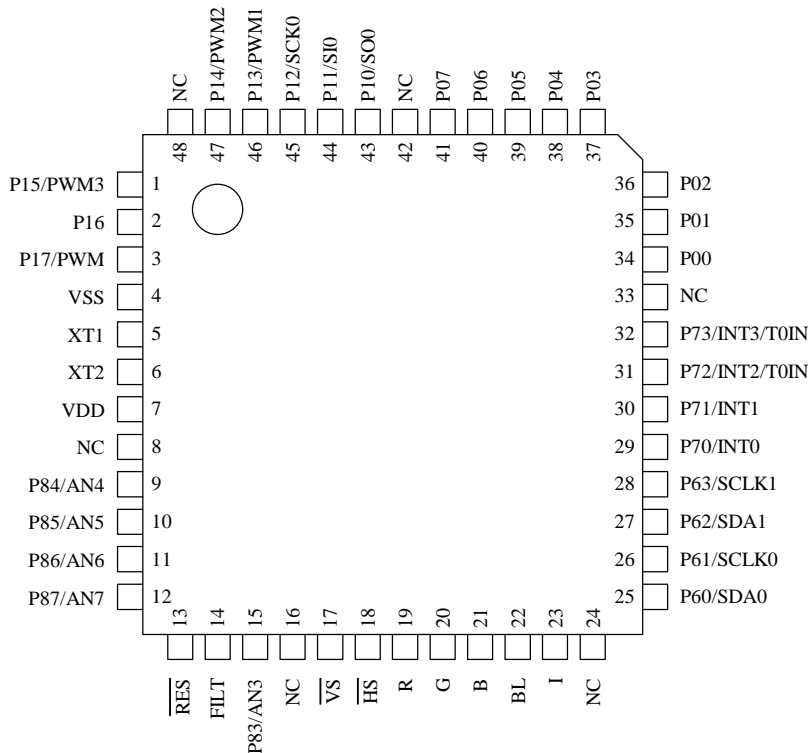 NC P14/PWM2 P13/PWM1 P12/SCK0 P11/SI0 P10/SO0 NC P07 P06 P05 P04 P03
48 47 46 45 44 43 42 41 40 39 38 37
P15/PWM3 1 36 P02
P16 2 35 P01
P17/PWM 3 34 P00
VSS 4 33 NC
XT1 5 32 P73/INT3/T0IN
XT2 6 31 P72/INT2/T0IN
VDD 7 30 P71/INT1
NC 8 29 P70/INT0
P84/AN4 9 28 P63/SCLK1
P85/AN5 10 27 P62/SDA1
P86/AN6 11 26 P61/SCLK0
P87/AN7 12 25 P60/SDA0
13 14 15 16 17 18 19 20 21 22 23 24
RES FILT P83/AN3 NC VS HS R G B BL I NC